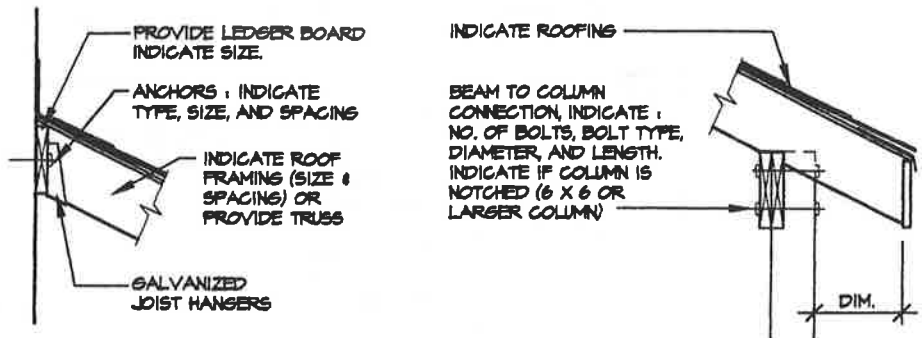 PROVIDE LEDGER BOARD
INDICATE SIZE.
ANCHORS : INDICATE
TYPE, SIZE, AND SPACING
INDICATE ROOF
FRAMING (SIZE &
SPACING) OR
PROVIDE TRUSS
GALVANIZED
JOIST HANGERS
INDICATE ROOFING
BEAM TO COLUMN
CONNECTION, INDICATE :
NO. OF BOLTS, BOLT TYPE,
DIAMETER, AND LENGTH.
INDICATE IF COLUMN IS
NOTCHED (6 X 6 OR
LARGER COLUMN)
DIM.